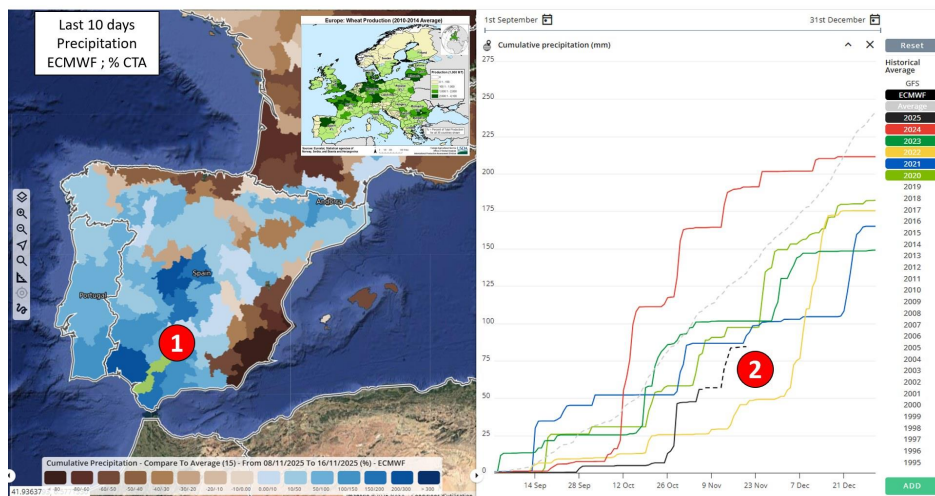 Last 10 days
Precipitation
ECMWF ; % CTA
Europe: Wheat Production (2010-2014 Average)
Production (1,000 MT)
Andorra
Spain
Portugal
1
Cumulative Precipitation - Compare To Average (15) - From 08/11/2025 To 16/11/2025 (%) - ECMWF
41.93637
1st September
31st December
Cumulative precipitation (mm)
275
250
225
200
175
150
125
100
75
50
25
0
14 Sep
28 Sep
12 Oct
26 Oct
9 Nov
23 Nov
7 Dec
21 Dec
2
Reset
Historical
Average
GFS
ECMWF
Average
2025
2024
2023
2022
2021
2020
2019
2018
2017
2016
2015
2014
2013
2012
2011
2010
2009
2008
2007
2006
2005
2004
2003
2002
2001
2000
1999
1998
1997
1996
1995
ADD